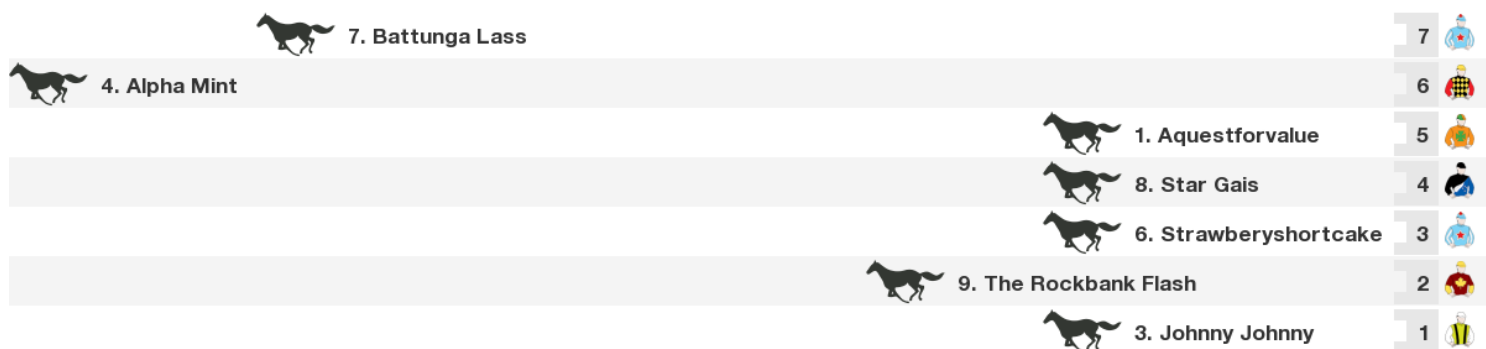 7. Battunga Lass 7
4. Alpha Mint 6
1. Aquestforvalue 5
8. Star Gais 4
6. Strawberyshortcake 3
9. The Rockbank Flash 2
3. Johnny Johnny 1